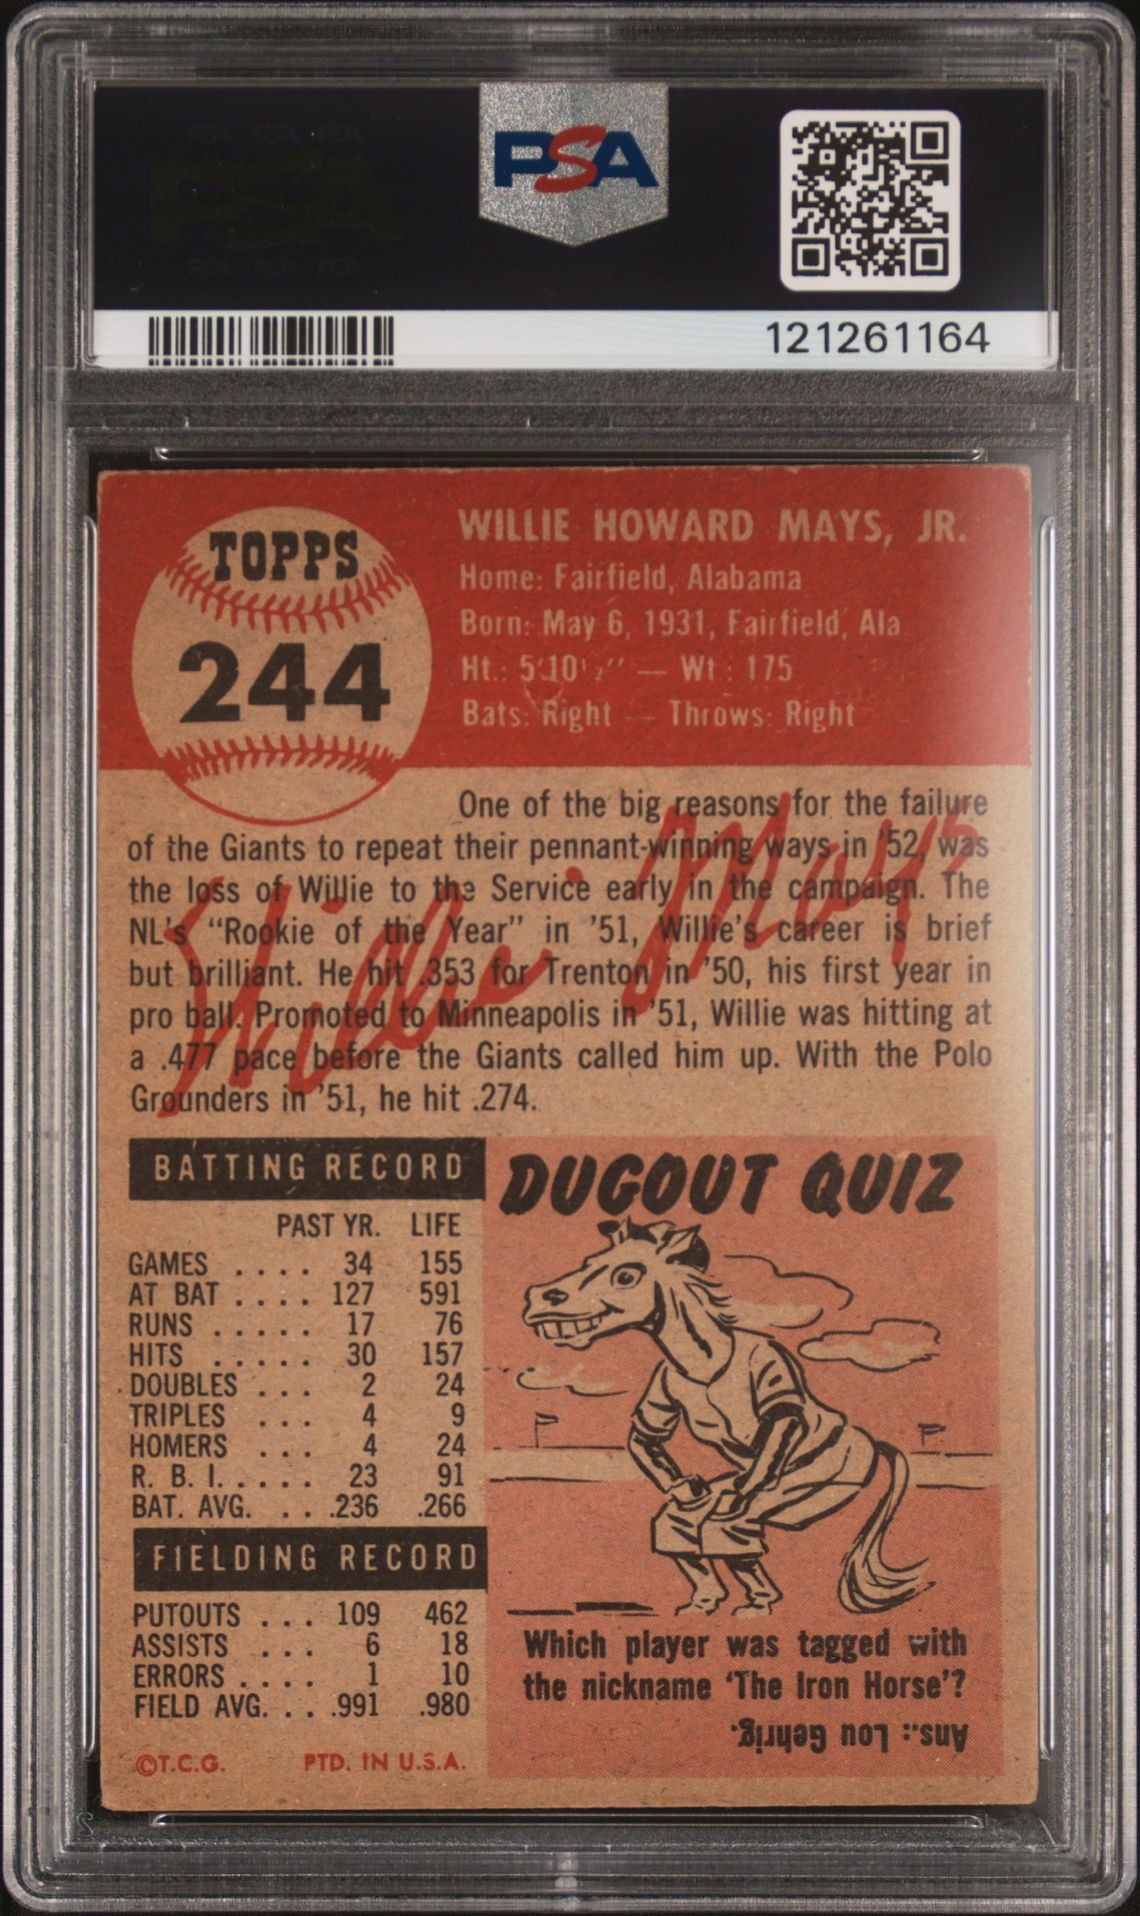 PSA
121261164
TOPPS
244
WILLIE HOWARD MAYS, JR.
Home: Fairfield, Alabama
Born: May 6, 1931, Fairfield, Ala
Ht.: 5'10½" — Wt.: 175
Bats: Right — Throws: Right
One of the big reasons for the failure
of the Giants to repeat their pennant-winning ways in '52, was
the loss of Willie to the Service early in the campaign. The
NL's "Rookie of the Year" in '51, Willie's career is brief
but brilliant. He hit .353 for Trenton in '50, his first year in
pro ball. Promoted to Minneapolis in '51, Willie was hitting at
a .477 pace before the Giants called him up. With the Polo
Grounders in '51, he hit .274.
Willie Mays
BATTING RECORD
PAST YR. LIFE
GAMES .... 34 155
AT BAT .... 127 591
RUNS ..... 17 76
HITS ..... 30 157
DOUBLES ... 2 24
TRIPLES ... 4 9
HOMERS ... 4 24
R. B. I. .... 23 91
BAT. AVG. ... .236 .266
FIELDING RECORD
PUTOUTS ... 109 462
ASSISTS ... 6 18
ERRORS .... 1 10
FIELD AVG. ... .991 .980
©T.C.G. PTD. IN U.S.A.
DUGOUT QUIZ
Which player was tagged with
the nickname 'The Iron Horse'?
Ans.: Lou Gehrig.